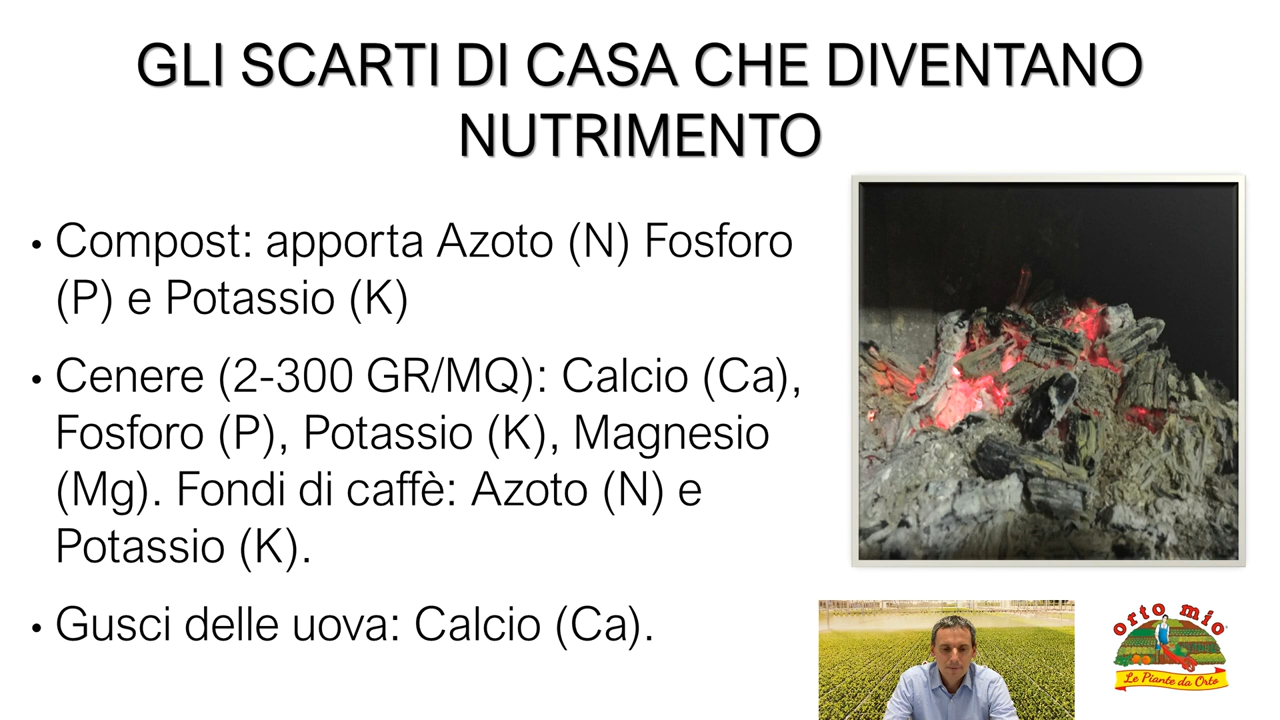 GLI SCARTI DI CASA CHE DIVENTANO
NUTRIMENTO
• Compost: apporta Azoto (N) Fosforo
(P) e Potassio (K)
• Cenere (2-300 GR/MQ): Calcio (Ca),
Fosforo (P), Potassio (K), Magnesio
(Mg). Fondi di caffè: Azoto (N) e
Potassio (K).
• Gusci delle uova: Calcio (Ca).
orto mio
Le Piante da Orto